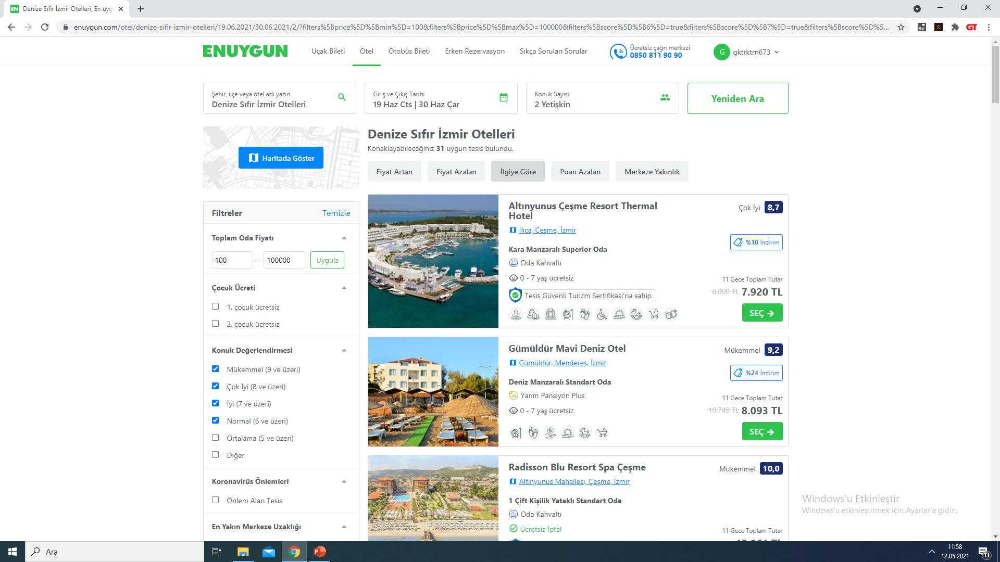 Denize Sıfır İzmir Otelleri, En uyg
enuygun.com/otel/denize-sifir-izmir-otelleri/19.06.2021/30.06.2021/2/?filters%5Bprice%5D%5Bmin%5D=100&filters%5Bprice%5D%5Bmax%5D=100000&filters%5Bscore%5D%5B6%5D=true&filters%5Bscore%5D%5B7%5D=true&filters%5Bscore%5D%5...
ENUYGUN
Uçak Bileti Otel Otobüs Bileti Erken Rezervasyon Sıkça Sorulan Sorular
Ücretsiz çağrı merkezi
0850 811 90 90
G gktrktrn673
Şehir, ilçe veya otel adı yazın
Denize Sıfır İzmir Otelleri
Giriş ve Çıkış Tarihi
19 Haz Cts | 30 Haz Çar
Konuk Sayısı
2 Yetişkin
Yeniden Ara
Haritada Göster
Filtreler Temizle
Toplam Oda Fiyatı
100 - 100000 Uygula
Çocuk Ücreti
1. çocuk ücretsiz
2. çocuk ücretsiz
Konuk Değerlendirmesi
Mükemmel (9 ve üzeri)
Çok İyi (8 ve üzeri)
İyi (7 ve üzeri)
Normal (6 ve üzeri)
Ortalama (5 ve üzeri)
Diğer
Koronavirüs Önlemleri
Önlem Alan Tesis
En Yakın Merkeze Uzaklığı
Denize Sıfır İzmir Otelleri
Konaklayabileceğiniz 31 uygun tesis bulundu.
Fiyat Artan Fiyat Azalan İlgiye Göre Puan Azalan Merkeze Yakınlık
Altınyunus Çeşme Resort Thermal
Hotel
Çok İyi 8,7
Ilıca, Çeşme, İzmir
%10 İndirim
Kara Manzaralı Superior Oda
Oda Kahvaltı
0 - 7 yaş ücretsiz
11 Gece Toplam Tutar
8.800 TL 7.920 TL
Tesis Güvenli Turizm Sertifikası'na sahip
SEÇ
Gümüldür Mavi Deniz Otel
Mükemmel 9,2
Gümüldür, Menderes, İzmir
%24 İndirim
Deniz Manzaralı Standart Oda
Yarım Pansiyon Plus
0 - 7 yaş ücretsiz
11 Gece Toplam Tutar
10.749 TL 8.093 TL
SEÇ
Radisson Blu Resort Spa Çeşme
Mükemmel 10,0
Altınyunus Mahallesi, Çeşme, İzmir
1 Çift Kişilik Yataklı Standart Oda
Oda Kahvaltı
Ücretsiz İptal
11 Gece Toplam Tutar
Windows'u Etkinleştir
Windows'u etkinleştirmek için Ayarlar'a gidin.
Ara
11:58
12.05.2021
13